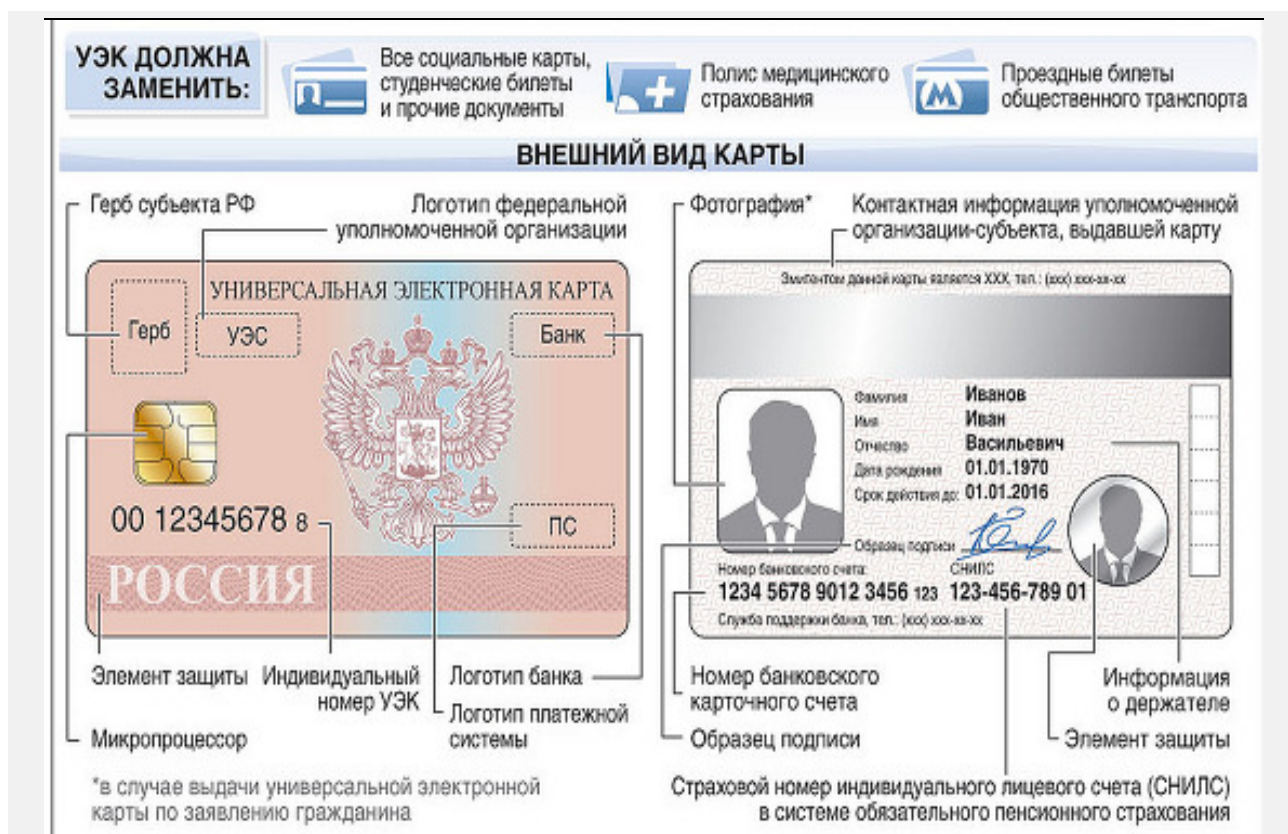 УЭК ДОЛЖНА
ЗАМЕНИТЬ:
Все социальные карты,
студенческие билеты
и прочие документы
Полис медицинского
страхования
Проездные билеты
общественного транспорта
ВНЕШНИЙ ВИД КАРТЫ
Герб субъекта РФ
Логотип федеральной
уполномоченной организации
Фотография*
Контактная информация уполномоченной
организации-субъекта, выдавшей карту
УНИВЕРСАЛЬНАЯ ЭЛЕКТРОННАЯ КАРТА
Герб
УЭС
Банк
00 12345678 8
ПС
РОССИЯ
Эмитентом данной карты является XXX, тел.: (xxx) xxx-xx-xx
Фамилия Иванов
Имя Иван
Отчество Васильевич
Дата рождения 01.01.1970
Срок действия до: 01.01.2016
Образец подписи
Номер банковского счета: СНИЛС
1234 5678 9012 3456 123 123-456-789 01
Служба поддержки банка, тел.: (xxx) xxx-xx-xx
Элемент защиты
Индивидуальный
номер УЭК
Логотип банка
Логотип платежной
системы
Микропроцессор
Номер банковского
карточного счета
Образец подписи
Информация
о держателе
Элемент защиты
*в случае выдачи универсальной электронной
карты по заявлению гражданина
Страховой номер индивидуального лицевого счета (СНИЛС)
в системе обязательного пенсионного страхования